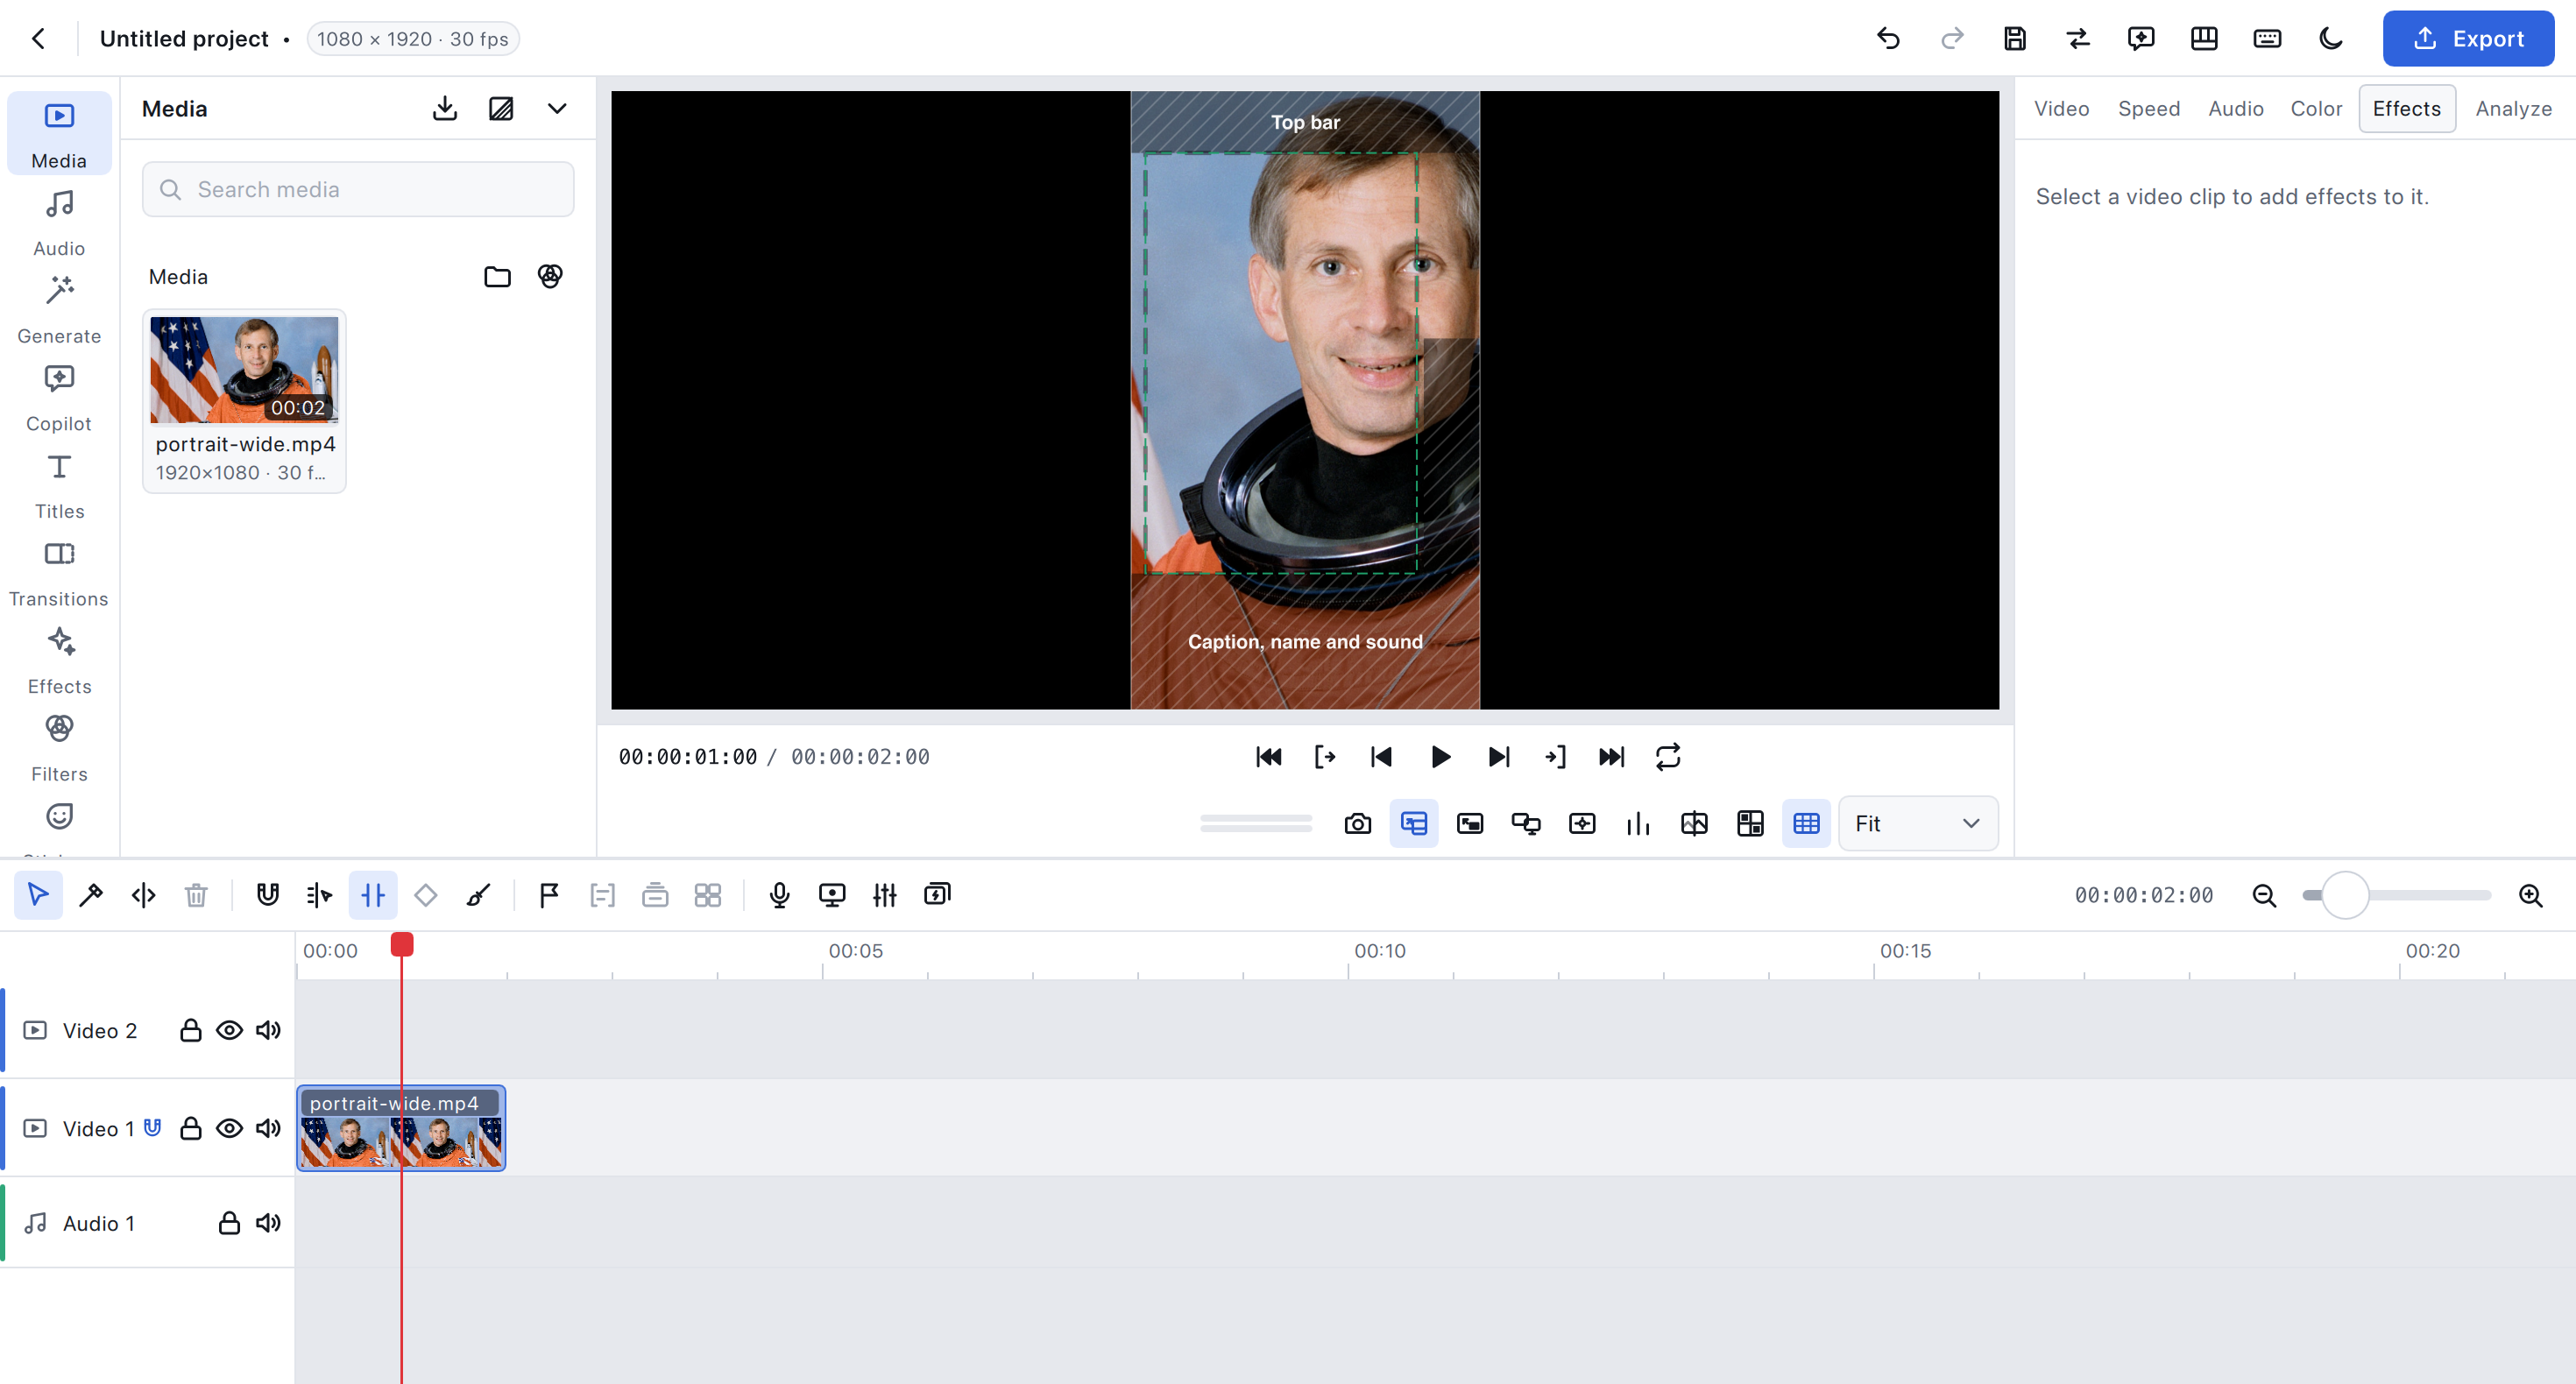 Untitled project • 1080 × 1920 · 30 fps
Export
Media
Audio
Generate
Copilot
Titles
Transitions
Effects
Filters
Media
Search media
Media
00:02
portrait-wide.mp4
1920×1080 · 30 f...
Top bar
Caption, name and sound
00:00:01:00 / 00:00:02:00
Fit
Video Speed Audio Color Effects Analyze
Select a video clip to add effects to it.
00:00:02:00
00:00 00:05 00:10 00:15 00:20
Video 2
Video 1
portrait-wide.mp4
Audio 1